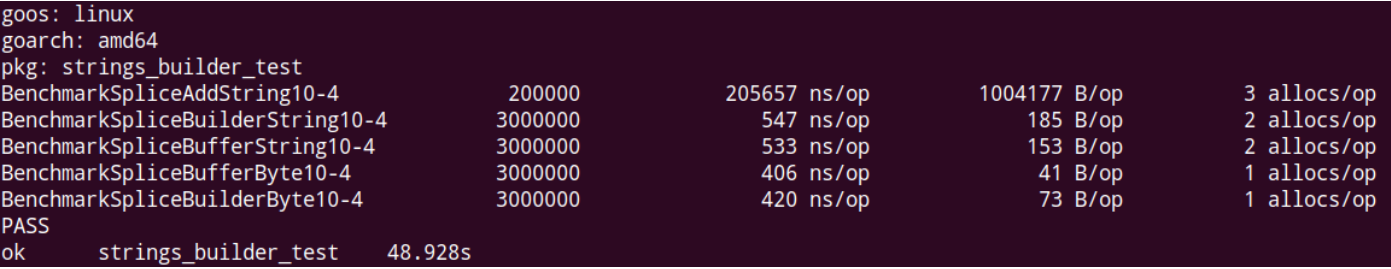 goos: linux
goarch: amd64
pkg: strings_builder_test
BenchmarkSpliceAddString10-4 200000 205657 ns/op 1004177 B/op 3 allocs/op
BenchmarkSpliceBuilderString10-4 3000000 547 ns/op 185 B/op 2 allocs/op
BenchmarkSpliceBufferString10-4 3000000 533 ns/op 153 B/op 2 allocs/op
BenchmarkSpliceBufferByte10-4 3000000 406 ns/op 41 B/op 1 allocs/op
BenchmarkSpliceBuilderByte10-4 3000000 420 ns/op 73 B/op 1 allocs/op
PASS
ok strings_builder_test 48.928s